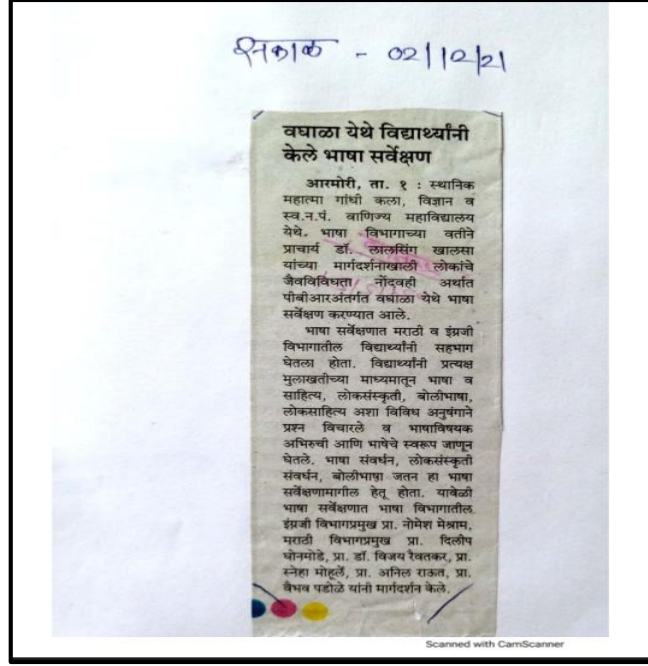 सकाळ - 02/12/21
वघाळा येथे विद्यार्थ्यांनी
केले भाषा सर्वेक्षण
आरमोरी, ता. १ : स्थानिक
महात्मा गांधी कला, विज्ञान व
स्व.न.पं. वाणिज्य महाविद्यालय
येथे. भाषा विभागाच्या वतीने
प्राचार्य डॉ. लालसिंग खालसा
यांच्या मार्गदर्शनाखाली लोकांचे
जैवविविधता नोंदवही अर्थात
पीबीआरअंतर्गत वघाळा येथे भाषा
सर्वेक्षण करण्यात आले.
भाषा सर्वेक्षणात मराठी व इंग्रजी
विभागातील विद्यार्थ्यांनी सहभाग
घेतला होता. विद्यार्थ्यांनी प्रत्यक्ष
मुलाखतीच्या माध्यमातून भाषा व
साहित्य, लोकसंस्कृती, बोलीभाषा,
लोकसाहित्य अशा विविध अनुषंगाने
प्रश्न विचारले व भाषाविषयक
अभिरुची आणि भाषेचे स्वरूप जाणून
घेतले. भाषा संवर्धन, लोकसंस्कृती
संवर्धन, बोलीभाषा जतन हा भाषा
सर्वेक्षणामागील हेतू होता. यावेळी
भाषा सर्वेक्षणात भाषा विभागातील
इंग्रजी विभागप्रमुख प्रा. नोमेश मेश्राम,
मराठी विभागप्रमुख प्रा. दिलीप
घोनमोडे, प्रा. डॉ. विजय रैवतकर, प्रा.
स्नेहा मोहुर्ले, प्रा. अनिल राऊत, प्रा.
वैभव पडोळे यांनी मार्गदर्शन केले.
Scanned with CamScanner